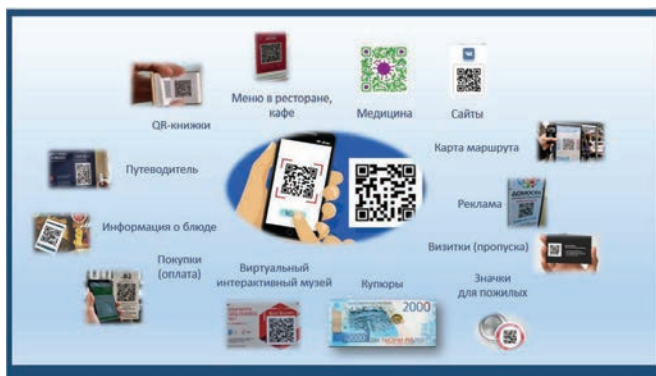 Меню в ресторане,
кафе
Медицина
Сайты
QR-книжки
Карта маршрута
Путеводитель
Реклама
Информация о блюде
Визитки (пропуска)
Покупки
(оплата)
Виртуальный
интерактивный музей
Купюры
Значки
для пожилых
2000